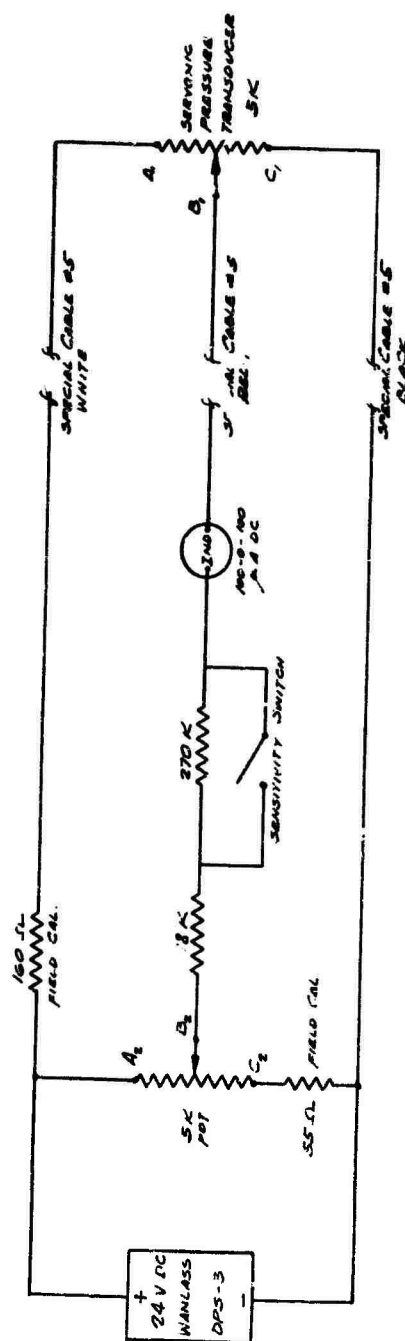 +
24 V DC
WANLASS
DPS-3
-
A2
5K
POT
B2
C2
55 Ω
FIELD CAL
160 Ω
FIELD CAL.
270 K
SENSITIVITY SWITCH
IND
100-0-100
μA DC
SPECIAL CABLE #5
WHITE
CABLE #5
SPECIAL CABLE #5
BLACK
A1
B1
C1
SERVONIC
PRESSURE
TRANSDUCER
5K